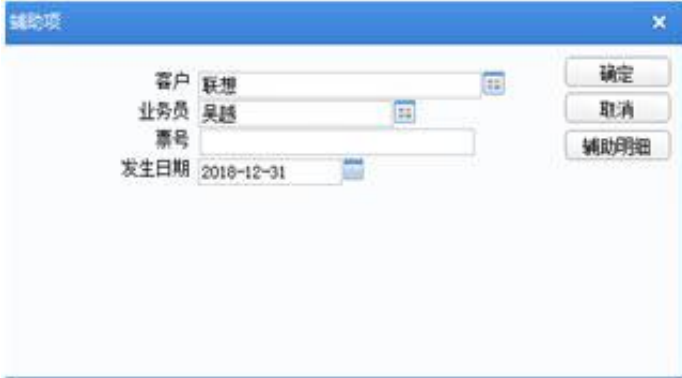 辅助项
客户 联想
业务员 吴越
票号
发生日期 2018-12-31
确定
取消
辅助明细